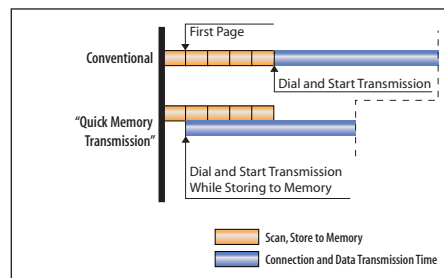 First Page
Conventional
Dial and Start Transmission
"Quick Memory
Transmission"
Dial and Start Transmission
While Storing to Memory
Scan, Store to Memory
Connection and Data Transmission Time